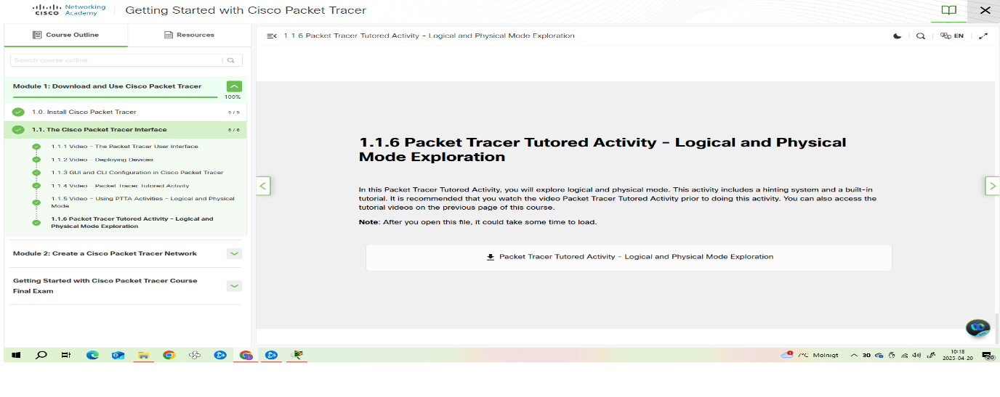 Networking
CISCO Academy
Getting Started with Cisco Packet Tracer
Course Outline
Resources
Search course outline
Module 1: Download and Use Cisco Packet Tracer
100%
1.0. Install Cisco Packet Tracer
5 / 5
1.1. The Cisco Packet Tracer Interface
6 / 6
1.1.1 Video - The Packet Tracer User Interface
1.1.2 Video - Deploying Devices
1.1.3 GUI and CLI Configuration in Cisco Packet Tracer
1.1.4 Video - Packet Tracer Tutored Activity
1.1.5 Video - Using PTTA Activities - Logical and Physical
Mode
1.1.6 Packet Tracer Tutored Activity - Logical and
Physical Mode Exploration
Module 2: Create a Cisco Packet Tracer Network
Getting Started with Cisco Packet Tracer Course
Final Exam
1.1.6 Packet Tracer Tutored Activity - Logical and Physical Mode Exploration
EN
1.1.6 Packet Tracer Tutored Activity - Logical and Physical
Mode Exploration
In this Packet Tracer Tutored Activity, you will explore logical and physical mode. This activity includes a hinting system and a built-in
tutorial. It is recommended that you watch the video Packet Tracer Tutored Activity prior to doing this activity. You can also access the
tutorial videos on the previous page of this course.
Note: After you open this file, it could take some time to load.
Packet Tracer Tutored Activity - Logical and Physical Mode Exploration
7°C Molnigt
30
10:18
2025-04-20
20